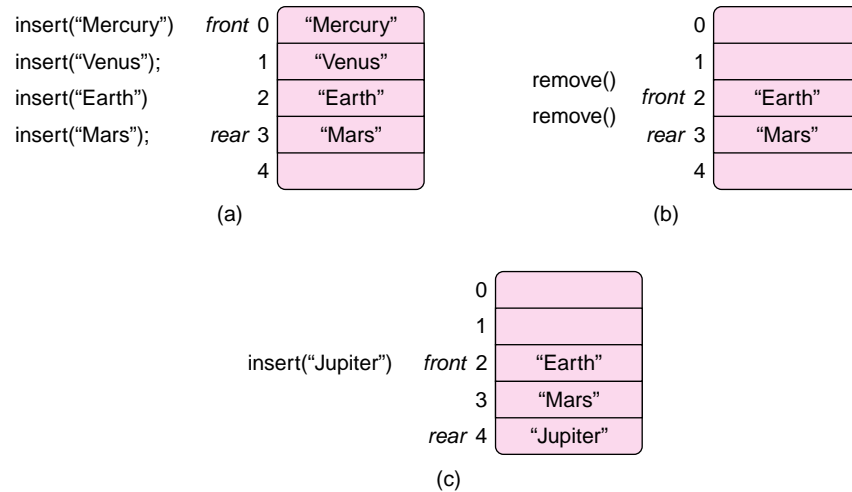 insert(“Mercury”) front 0 “Mercury”
insert(“Venus”); 1 “Venus”
insert(“Earth”) 2 “Earth”
insert(“Mars”); rear 3 “Mars”
4
(a)
0
1
remove()
front 2 “Earth”
remove()
rear 3 “Mars”
4
(b)
0
1
insert(“Jupiter”) front 2 “Earth”
3 “Mars”
rear 4 “Jupiter”
(c)